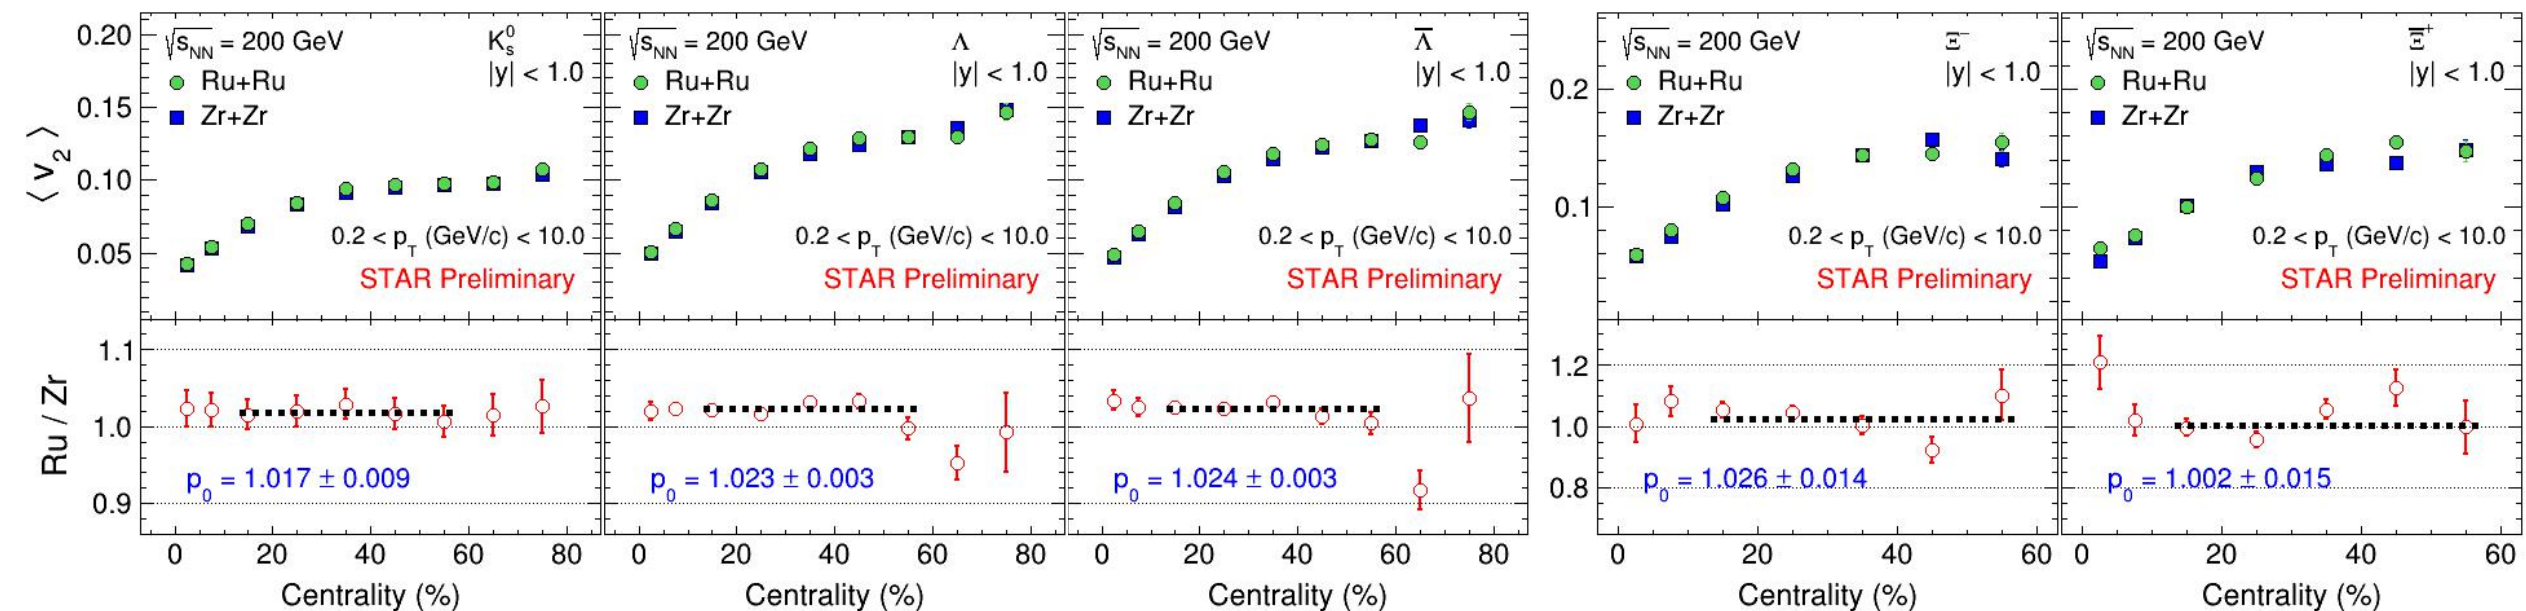 ⟨ v₂ ⟩
0.20
0.15
0.10
0.05
√sNN = 200 GeV
K⁰s
|y| < 1.0
Ru+Ru
Zr+Zr
0.2 < pT (GeV/c) < 10.0
STAR Preliminary
√sNN = 200 GeV
Λ
|y| < 1.0
Ru+Ru
Zr+Zr
0.2 < pT (GeV/c) < 10.0
STAR Preliminary
√sNN = 200 GeV
Λ̅
|y| < 1.0
Ru+Ru
Zr+Zr
0.2 < pT (GeV/c) < 10.0
STAR Preliminary
0.2
0.1
√sNN = 200 GeV
Ξ⁻
|y| < 1.0
Ru+Ru
Zr+Zr
0.2 < pT (GeV/c) < 10.0
STAR Preliminary
√sNN = 200 GeV
Ξ̅⁺
|y| < 1.0
Ru+Ru
Zr+Zr
0.2 < pT (GeV/c) < 10.0
STAR Preliminary
Ru / Zr
1.1
1.0
0.9
p₀ = 1.017 ± 0.009
p₀ = 1.023 ± 0.003
p₀ = 1.024 ± 0.003
1.2
1.0
0.8
p₀ = 1.026 ± 0.014
p₀ = 1.002 ± 0.015
0 20 40 60 80
0 20 40 60 80
0 20 40 60 80
0 20 40 60
0 20 40 60
Centrality (%)
Centrality (%)
Centrality (%)
Centrality (%)
Centrality (%)